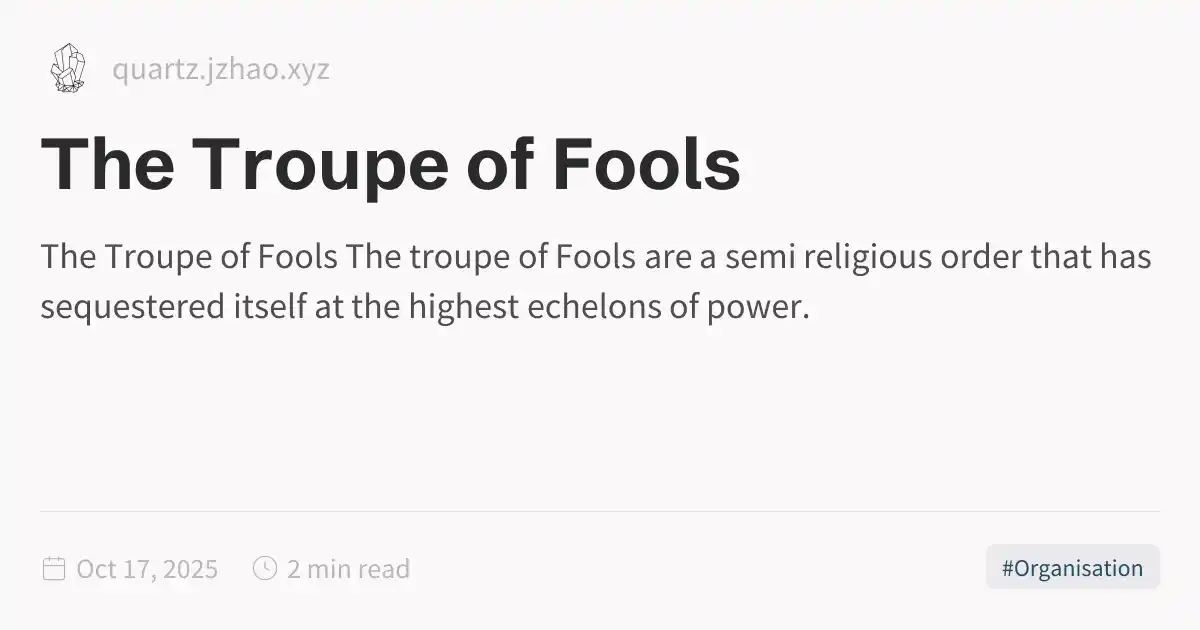 quartz.jzhao.xyz
The Troupe of Fools
The Troupe of Fools The troupe of Fools are a semi religious order that has
sequestered itself at the highest echelons of power.
Oct 17, 2025 2 min read #Organisation